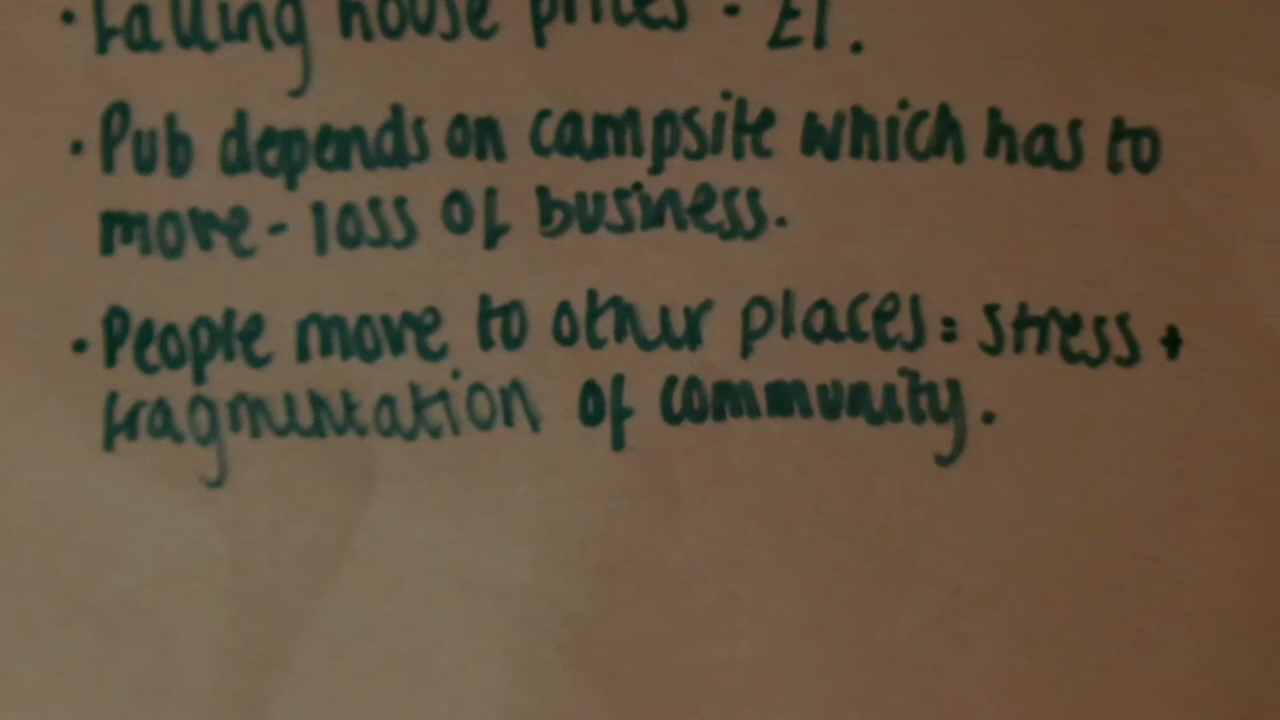 · Falling house prices - £1.
· Pub depends on campsite which has to
move - loss of business.
· People move to other places = stress +
fragmentation of community.